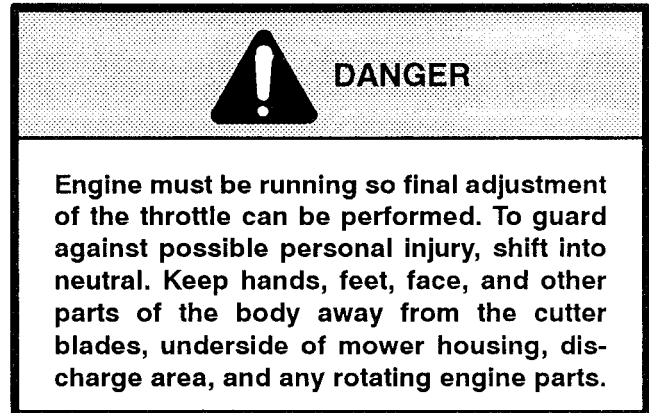 DANGER
Engine must be running so final adjustment
of the throttle can be performed. To guard
against possible personal injury, shift into
neutral. Keep hands, feet, face, and other
parts of the body away from the cutter
blades, underside of mower housing, dis-
charge area, and any rotating engine parts.